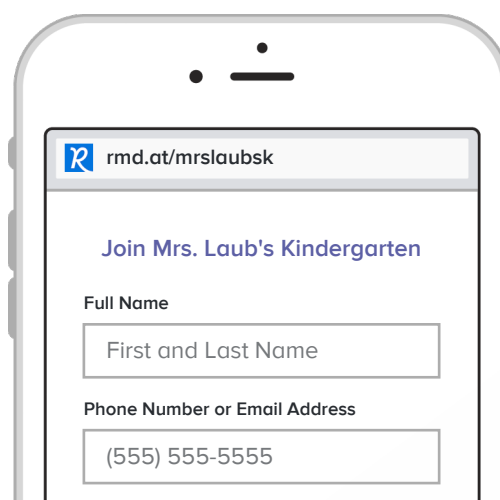 rmd.at/mrslaubsk
Join Mrs. Laub's Kindergarten
Full Name
First and Last Name
Phone Number or Email Address
(555) 555-5555